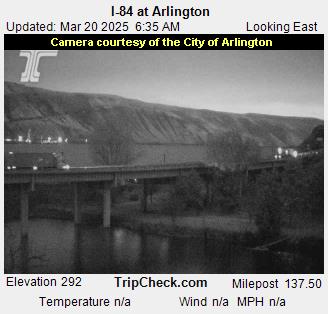 I-84 at Arlington
Updated: Mar 20 2025 6:35 AM Looking East
Camera courtesy of the City of Arlington
Elevation 292 TripCheck.com Milepost 137.50
Temperature n/a Wind n/a MPH n/a